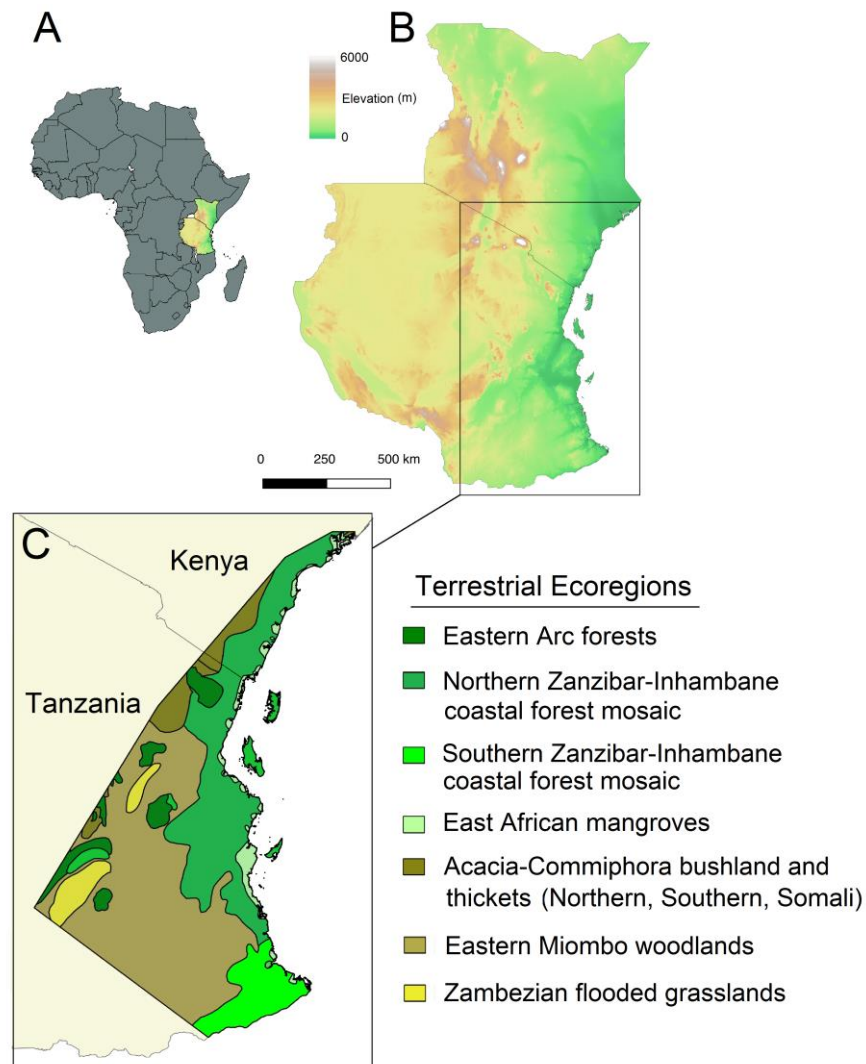 A
B
6000
Elevation (m)
0
0 250 500 km
C
Kenya
Tanzania
Terrestrial Ecoregions
Eastern Arc forests
Northern Zanzibar-Inhambane
coastal forest mosaic
Southern Zanzibar-Inhambane
coastal forest mosaic
East African mangroves
Acacia-Commiphora bushland and
thickets (Northern, Southern, Somali)
Eastern Miombo woodlands
Zambezian flooded grasslands